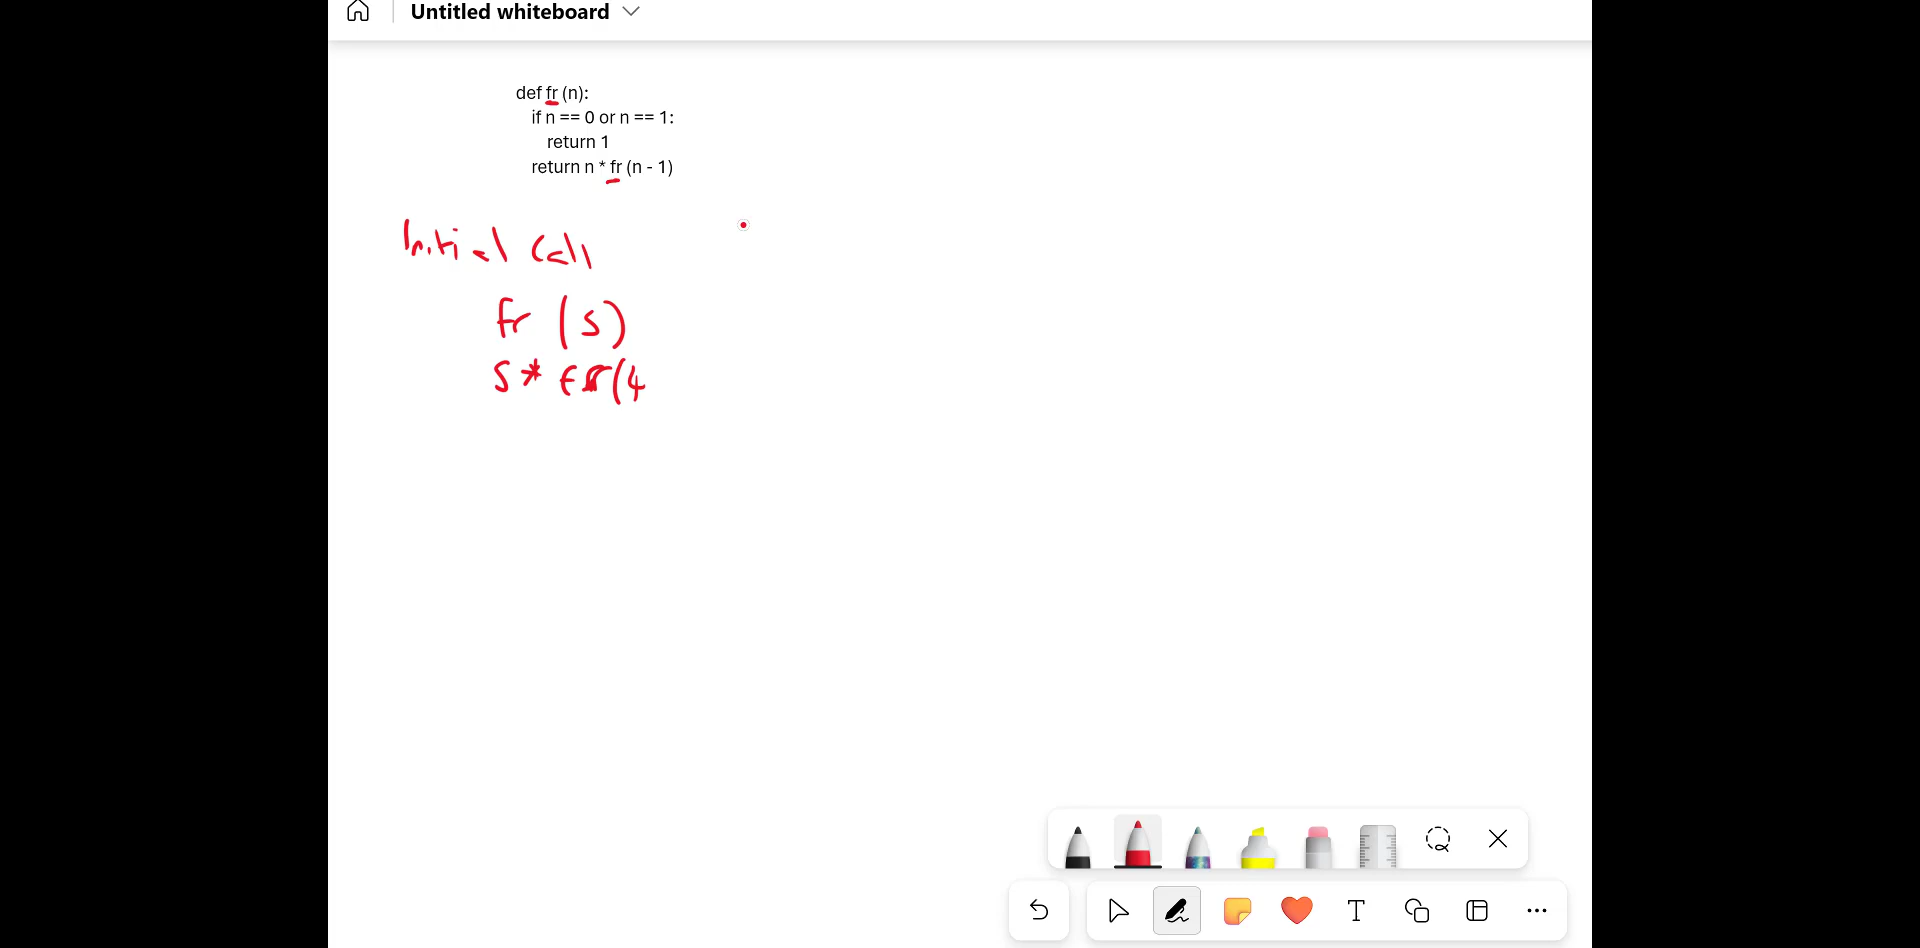 Untitled whiteboard
def fr (n):
if n == 0 or n == 1:
return 1
return n * fr (n - 1)
Initial Call
fr (5)
5 * fr(4
T